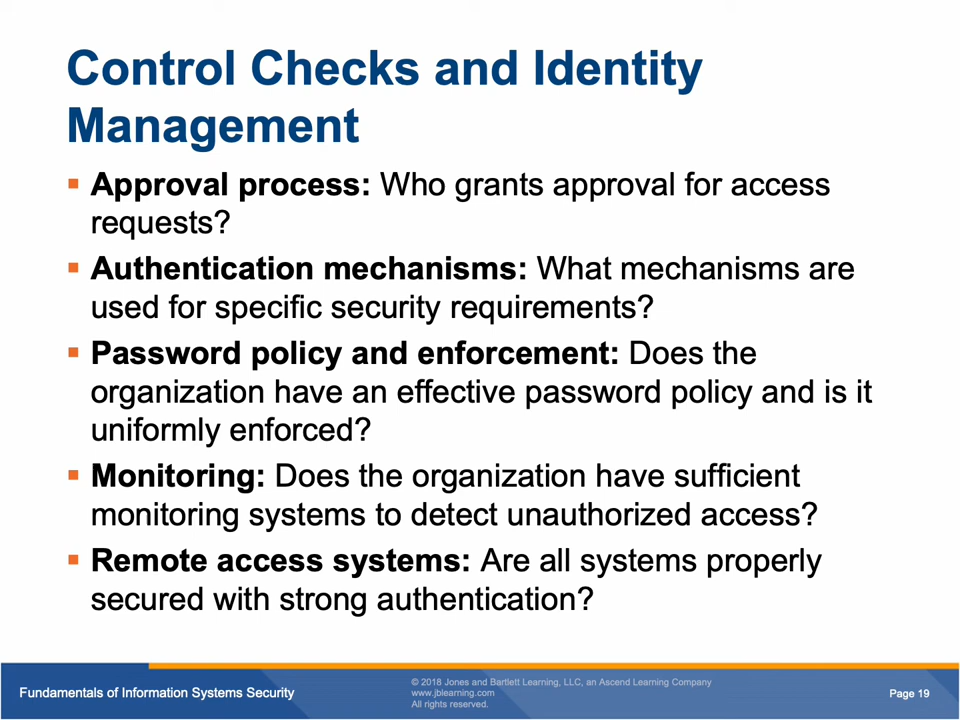 Control Checks and Identity
Management
▪ Approval process: Who grants approval for access
requests?
▪ Authentication mechanisms: What mechanisms are
used for specific security requirements?
▪ Password policy and enforcement: Does the
organization have an effective password policy and is it
uniformly enforced?
▪ Monitoring: Does the organization have sufficient
monitoring systems to detect unauthorized access?
▪ Remote access systems: Are all systems properly
secured with strong authentication?
Fundamentals of Information Systems Security
© 2018 Jones and Bartlett Learning, LLC, an Ascend Learning Company
www.jblearning.com
All rights reserved.
Page 19